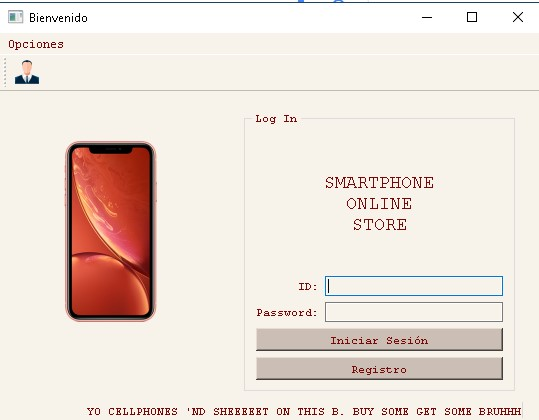 Bienvenido
Opciones
Log In
SMARTPHONE
ONLINE
STORE
ID:
Password:
Iniciar Sesión
Registro
YO CELLPHONES 'ND SHEEEEET ON THIS B. BUY SOME GET SOME BRUHHH